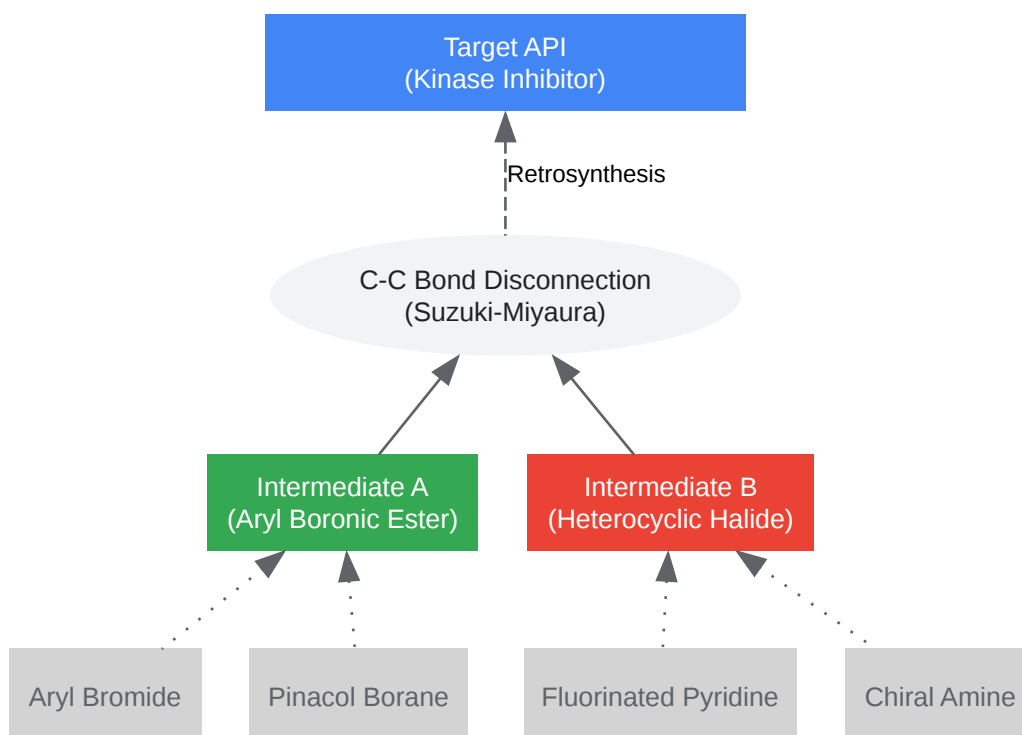 Target API
(Kinase Inhibitor)
Retrosynthesis
C-C Bond Disconnection
(Suzuki-Miyaura)
Intermediate A
(Aryl Boronic Ester)
Intermediate B
(Heterocyclic Halide)
Aryl Bromide
Pinacol Borane
Fluorinated Pyridine
Chiral Amine